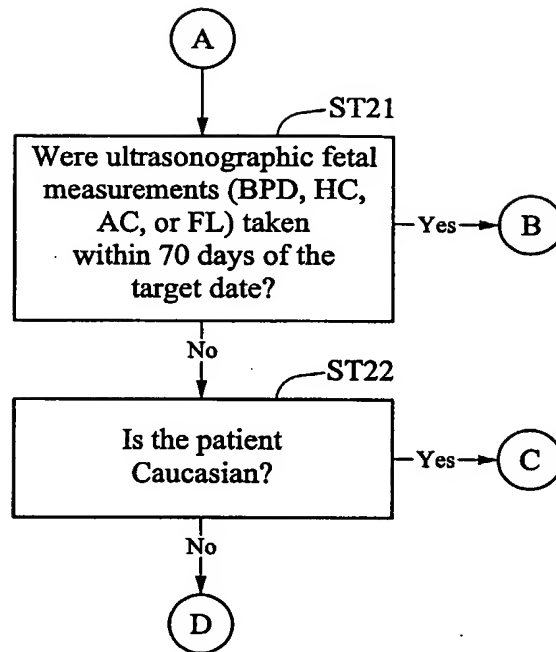 A
ST21
Were ultrasonographic fetal
measurements (BPD, HC,
AC, or FL) taken
within 70 days of the
target date?
Yes
B
No
ST22
Is the patient
Caucasian?
Yes
C
No
D